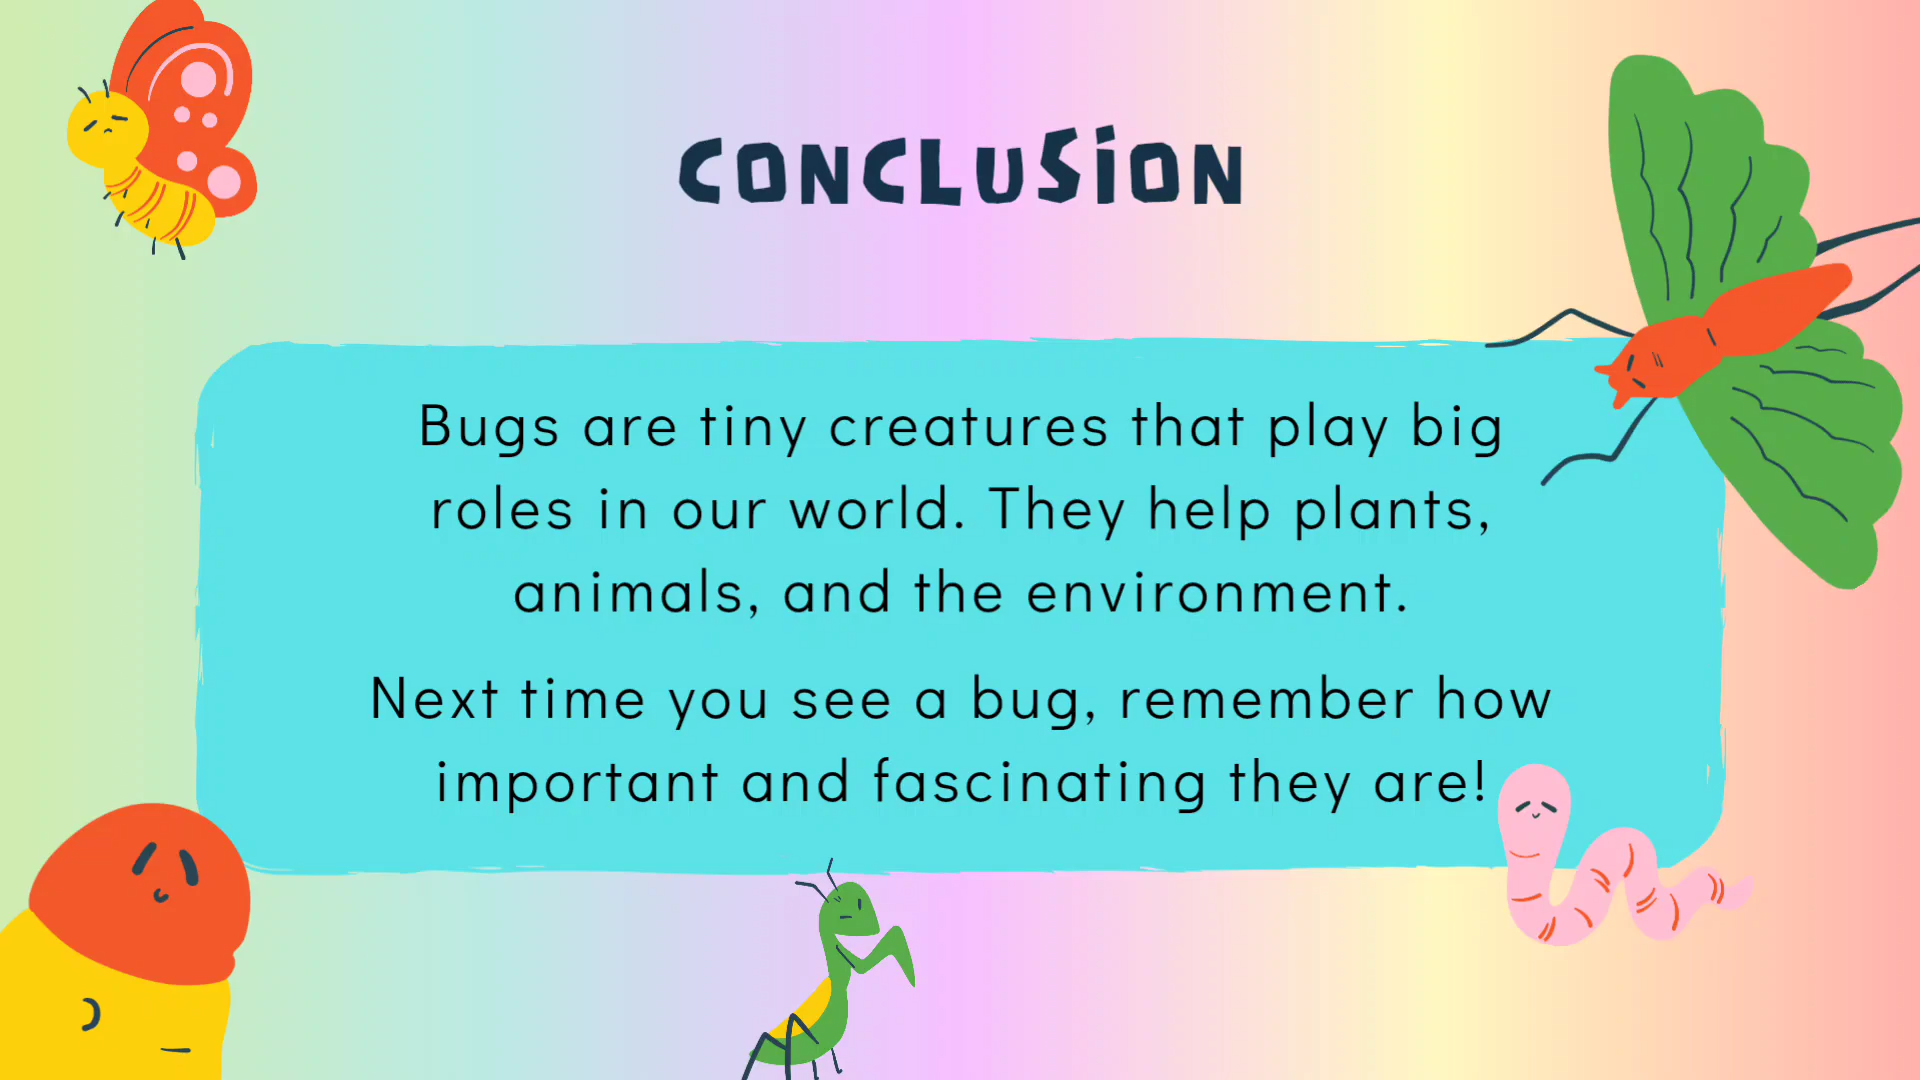 CONCLUSION
Bugs are tiny creatures that play big
roles in our world. They help plants,
animals, and the environment.
Next time you see a bug, remember how
important and fascinating they are!